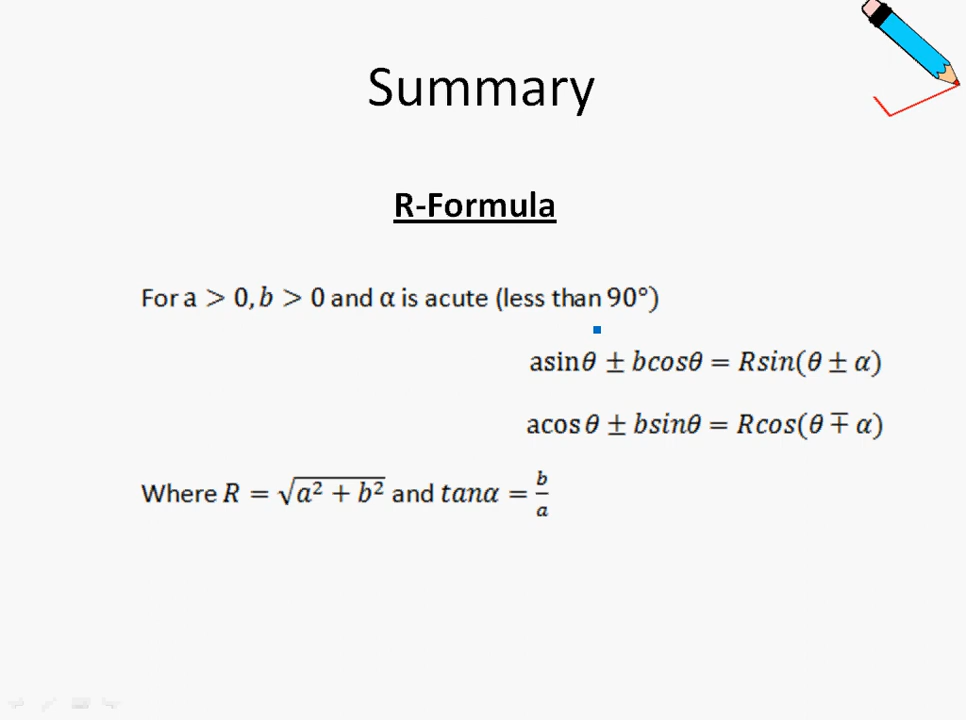 Summary
R-Formula
For a > 0, b > 0 and α is acute (less than 90°)
asinθ ± bcosθ = Rsin(θ ± α)
acos θ ± bsinθ = Rcos(θ ∓ α)
Where R = √(a² + b²) and tanα = b/a